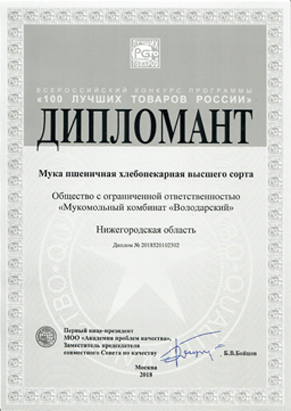 ВСЕРОССИЙСКИЙ КОНКУРС ПРОГРАММЫ
«100 ЛУЧШИХ ТОВАРОВ РОССИИ»
ДИПЛОМАНТ
Мука пшеничная хлебопекарная высшего сорта
Общество с ограниченной ответственностью
«Мукомольный комбинат «Володарский»
Нижегородская область
Диплом № 2018520102302
Первый вице-президент
МОО «Академия проблем качества»,
Заместитель председателя
совместного Совета по качеству
Б.В.Бойцов
Москва
2018